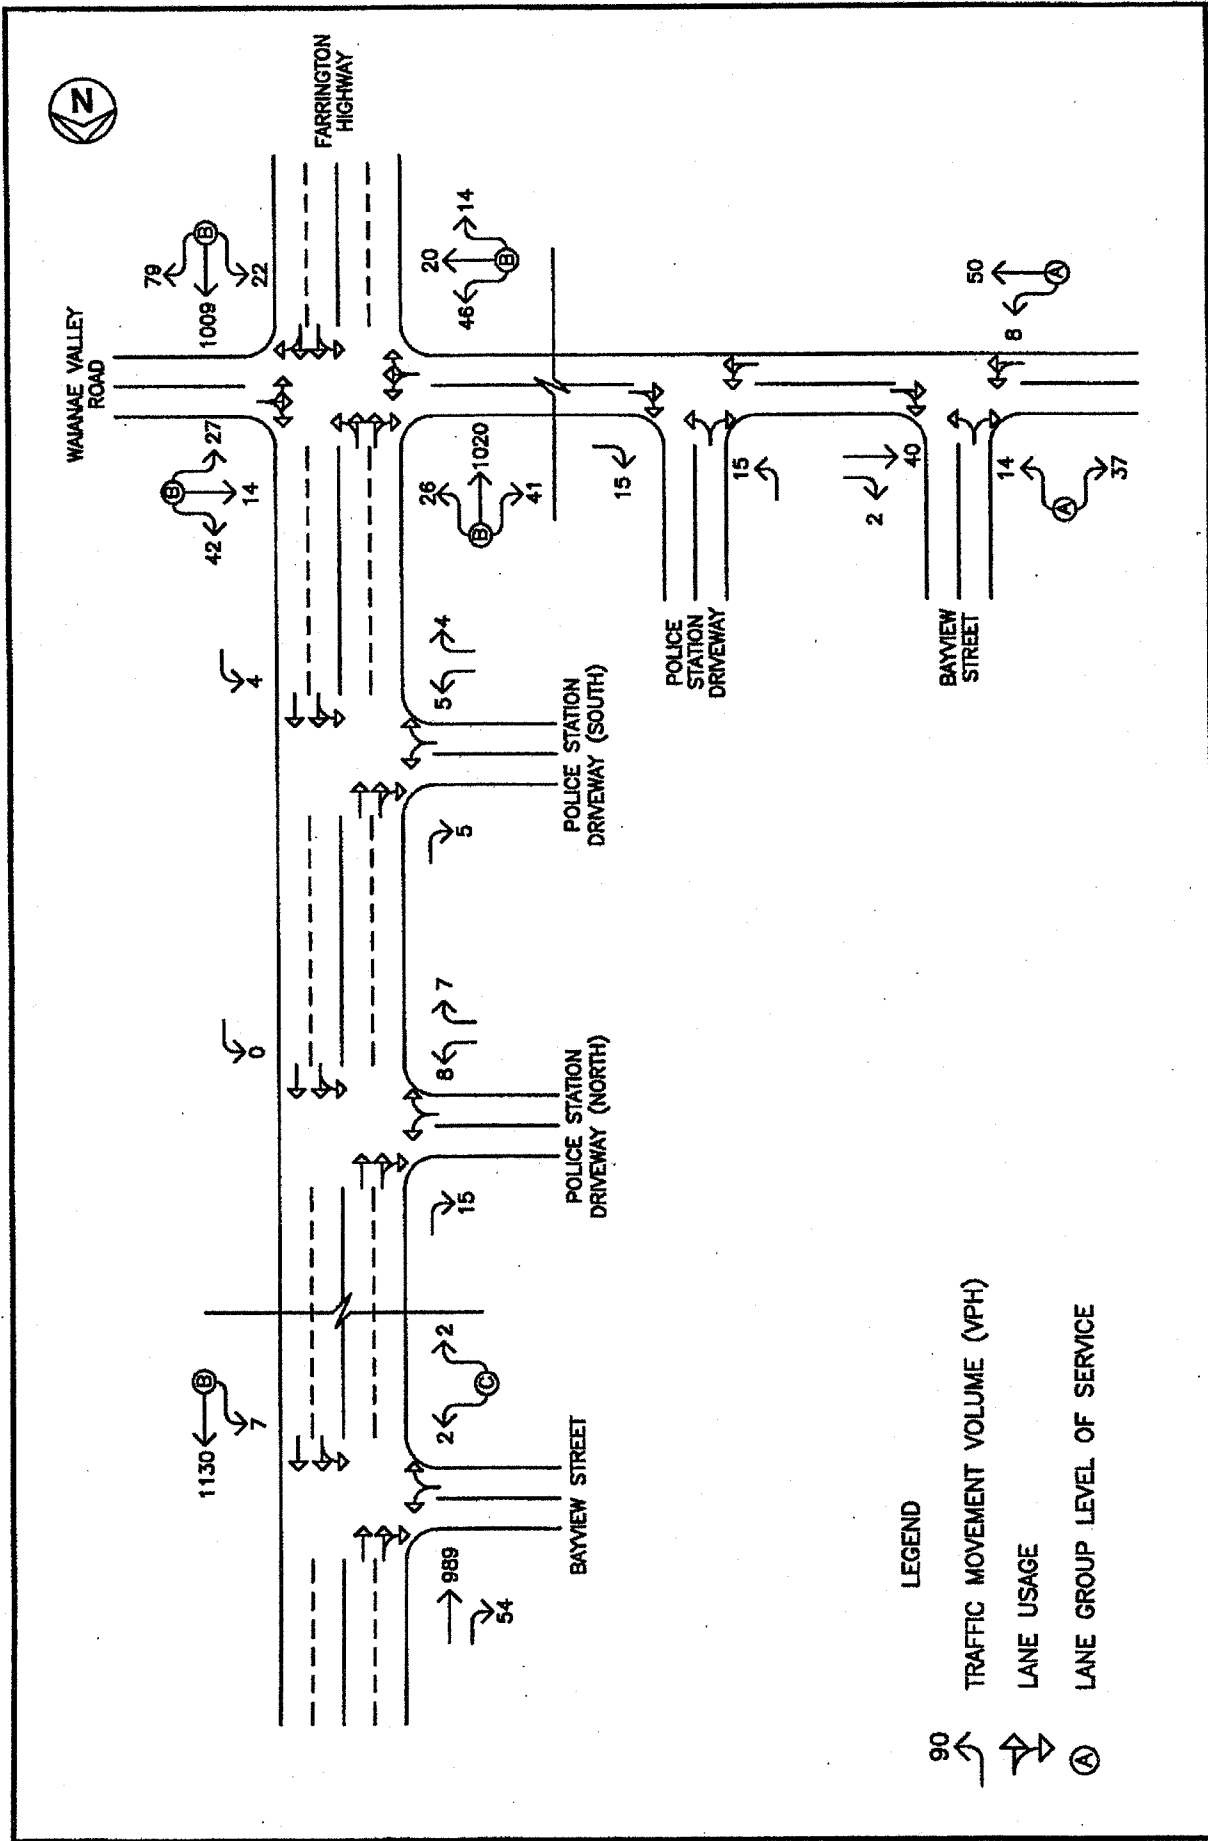 N
WAIANAE VALLEY
ROAD
FARRINGTON
HIGHWAY
79
B
1009
22
B
27
14
42
20
14
46
B
26
1020
B
41
50
8
A
15
15
2
40
14
A
37
POLICE
STATION
DRIVEWAY
BAYVIEW
STREET
4
5
4
5
POLICE STATION
DRIVEWAY (SOUTH)
0
8
7
15
POLICE STATION
DRIVEWAY (NORTH)
B
1130
7
2
2
C
989
54
BAYVIEW STREET
LEGEND
90
TRAFFIC MOVEMENT VOLUME (VPH)
LANE USAGE
A
LANE GROUP LEVEL OF SERVICE